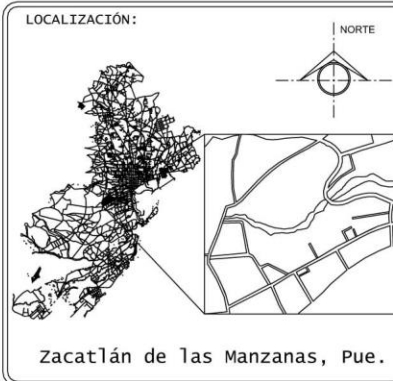 LOCALIZACIÓN:
NORTE
Zacatlán de las Manzanas, Pue.